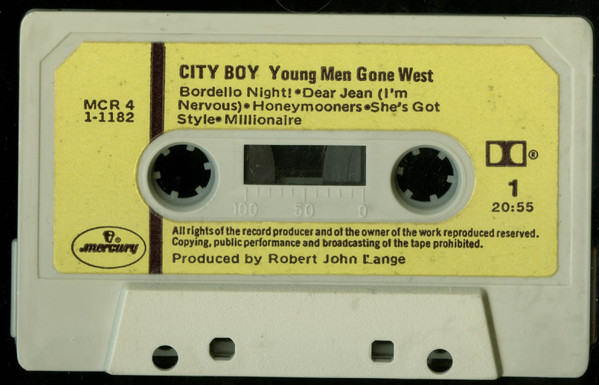 CITY BOY Young Men Gone West
Bordello Night!•Dear Jean (I'm
Nervous)•Honeymooners•She's Got
Style•Millionaire
MCR 4
1-1182
®
1
20:55
100 50 0
mercury
All rights of the record producer and of the owner of the work reproduced reserved.
Copying, public performance and broadcasting of the tape prohibited.
Produced by Robert John Lange